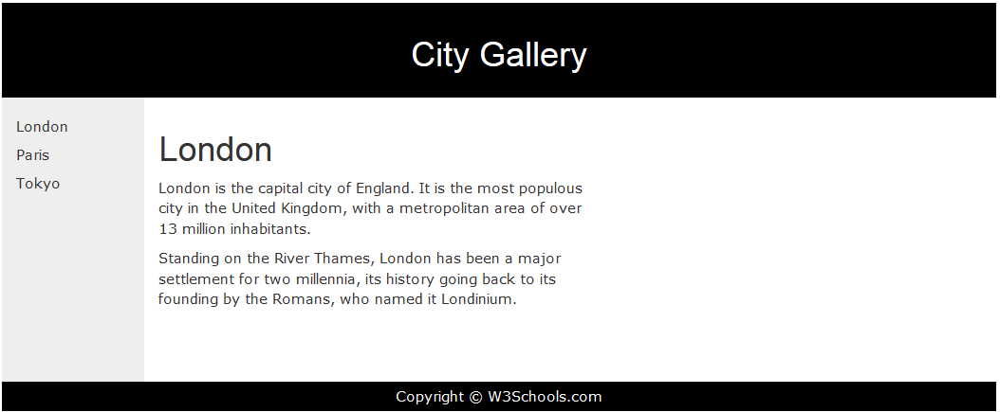 City Gallery
London
Paris
Tokyo
London
London is the capital city of England. It is the most populous
city in the United Kingdom, with a metropolitan area of over
13 million inhabitants.
Standing on the River Thames, London has been a major
settlement for two millennia, its history going back to its
founding by the Romans, who named it Londinium.
Copyright © W3Schools.com